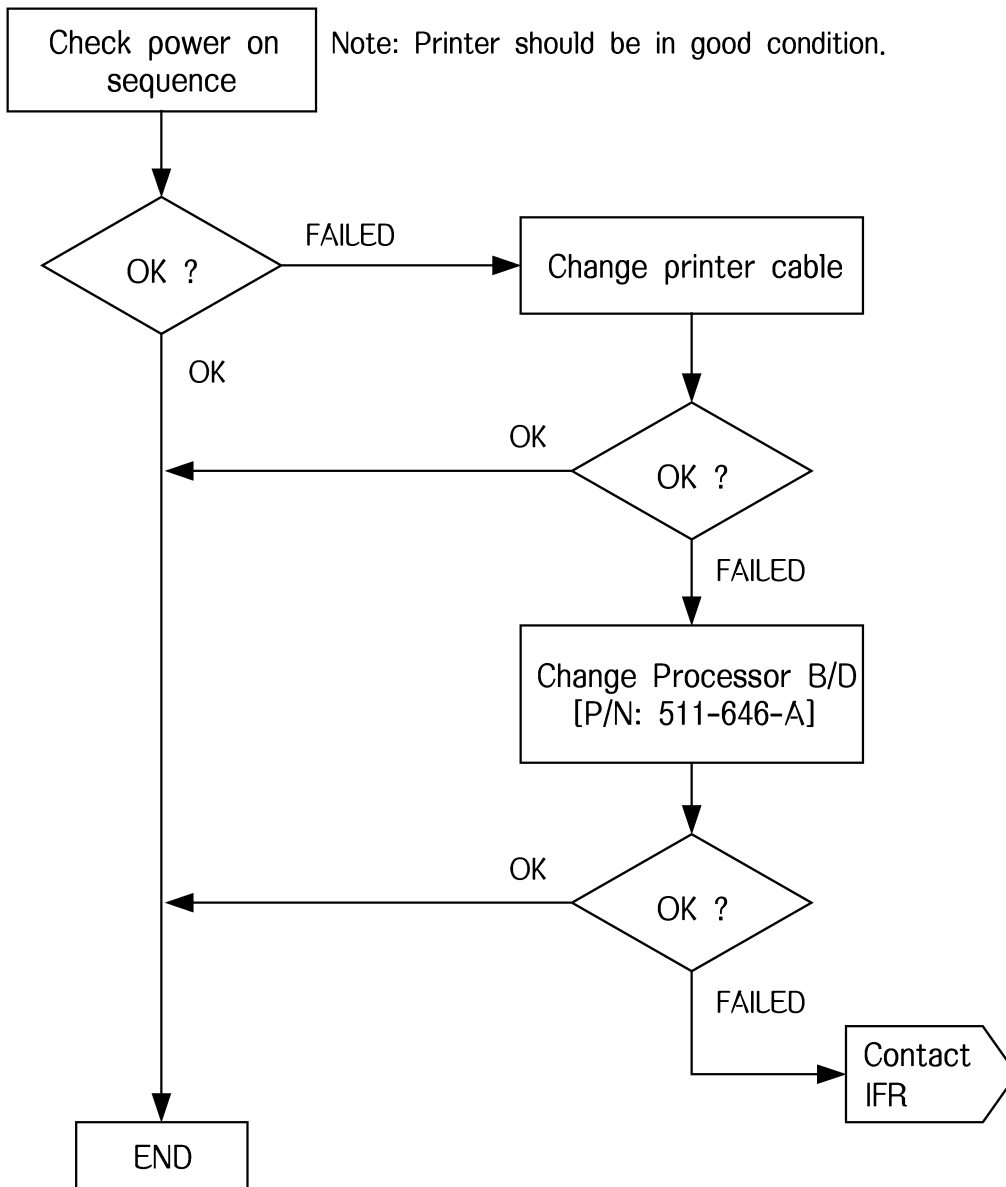 Check power on
sequence
Note: Printer should be in good condition.
OK ?
FAILED
Change printer cable
OK
OK
OK ?
FAILED
Change Processor B/D
[P/N: 511-646-A]
OK
OK ?
FAILED
Contact
IFR
END